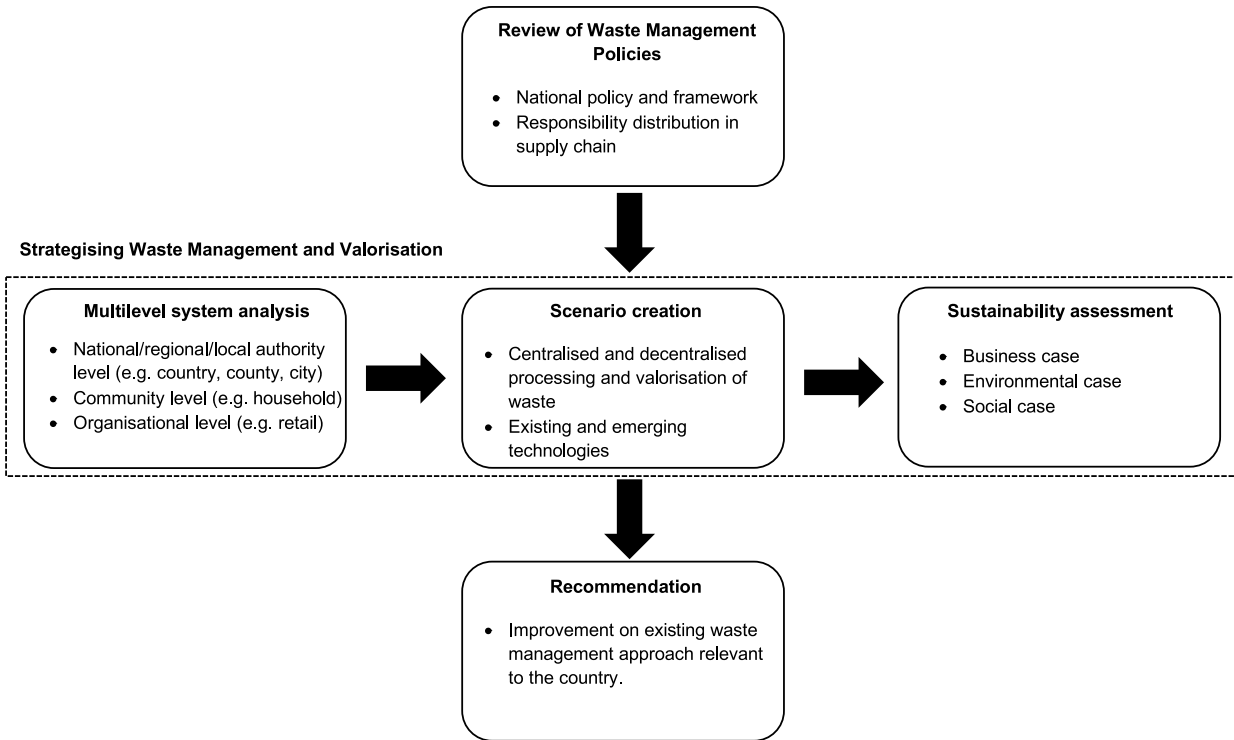 Review of Waste Management
Policies
• National policy and framework
• Responsibility distribution in
supply chain
Strategising Waste Management and Valorisation
Multilevel system analysis
• National/regional/local authority
level (e.g. country, county, city)
• Community level (e.g. household)
• Organisational level (e.g. retail)
Scenario creation
• Centralised and decentralised
processing and valorisation of
waste
• Existing and emerging
technologies
Sustainability assessment
• Business case
• Environmental case
• Social case
Recommendation
• Improvement on existing waste
management approach relevant
to the country.